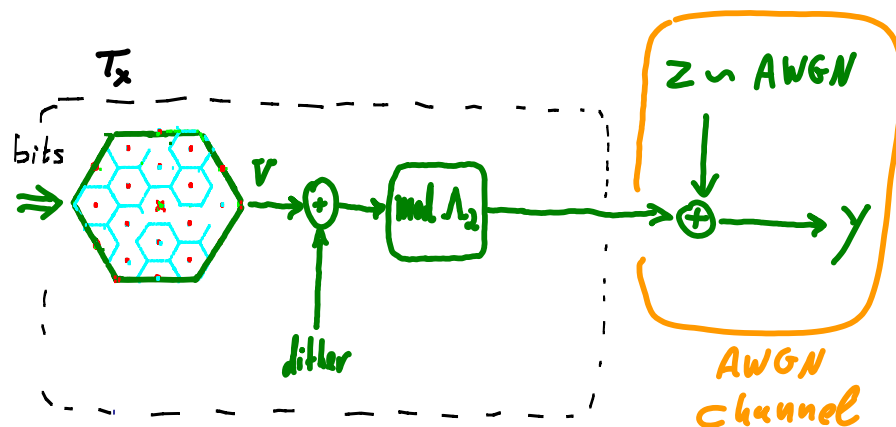 Tx
bits
V
+
mod Λ2
dither
Z ~ AWGN
+
y
AWGN
channel